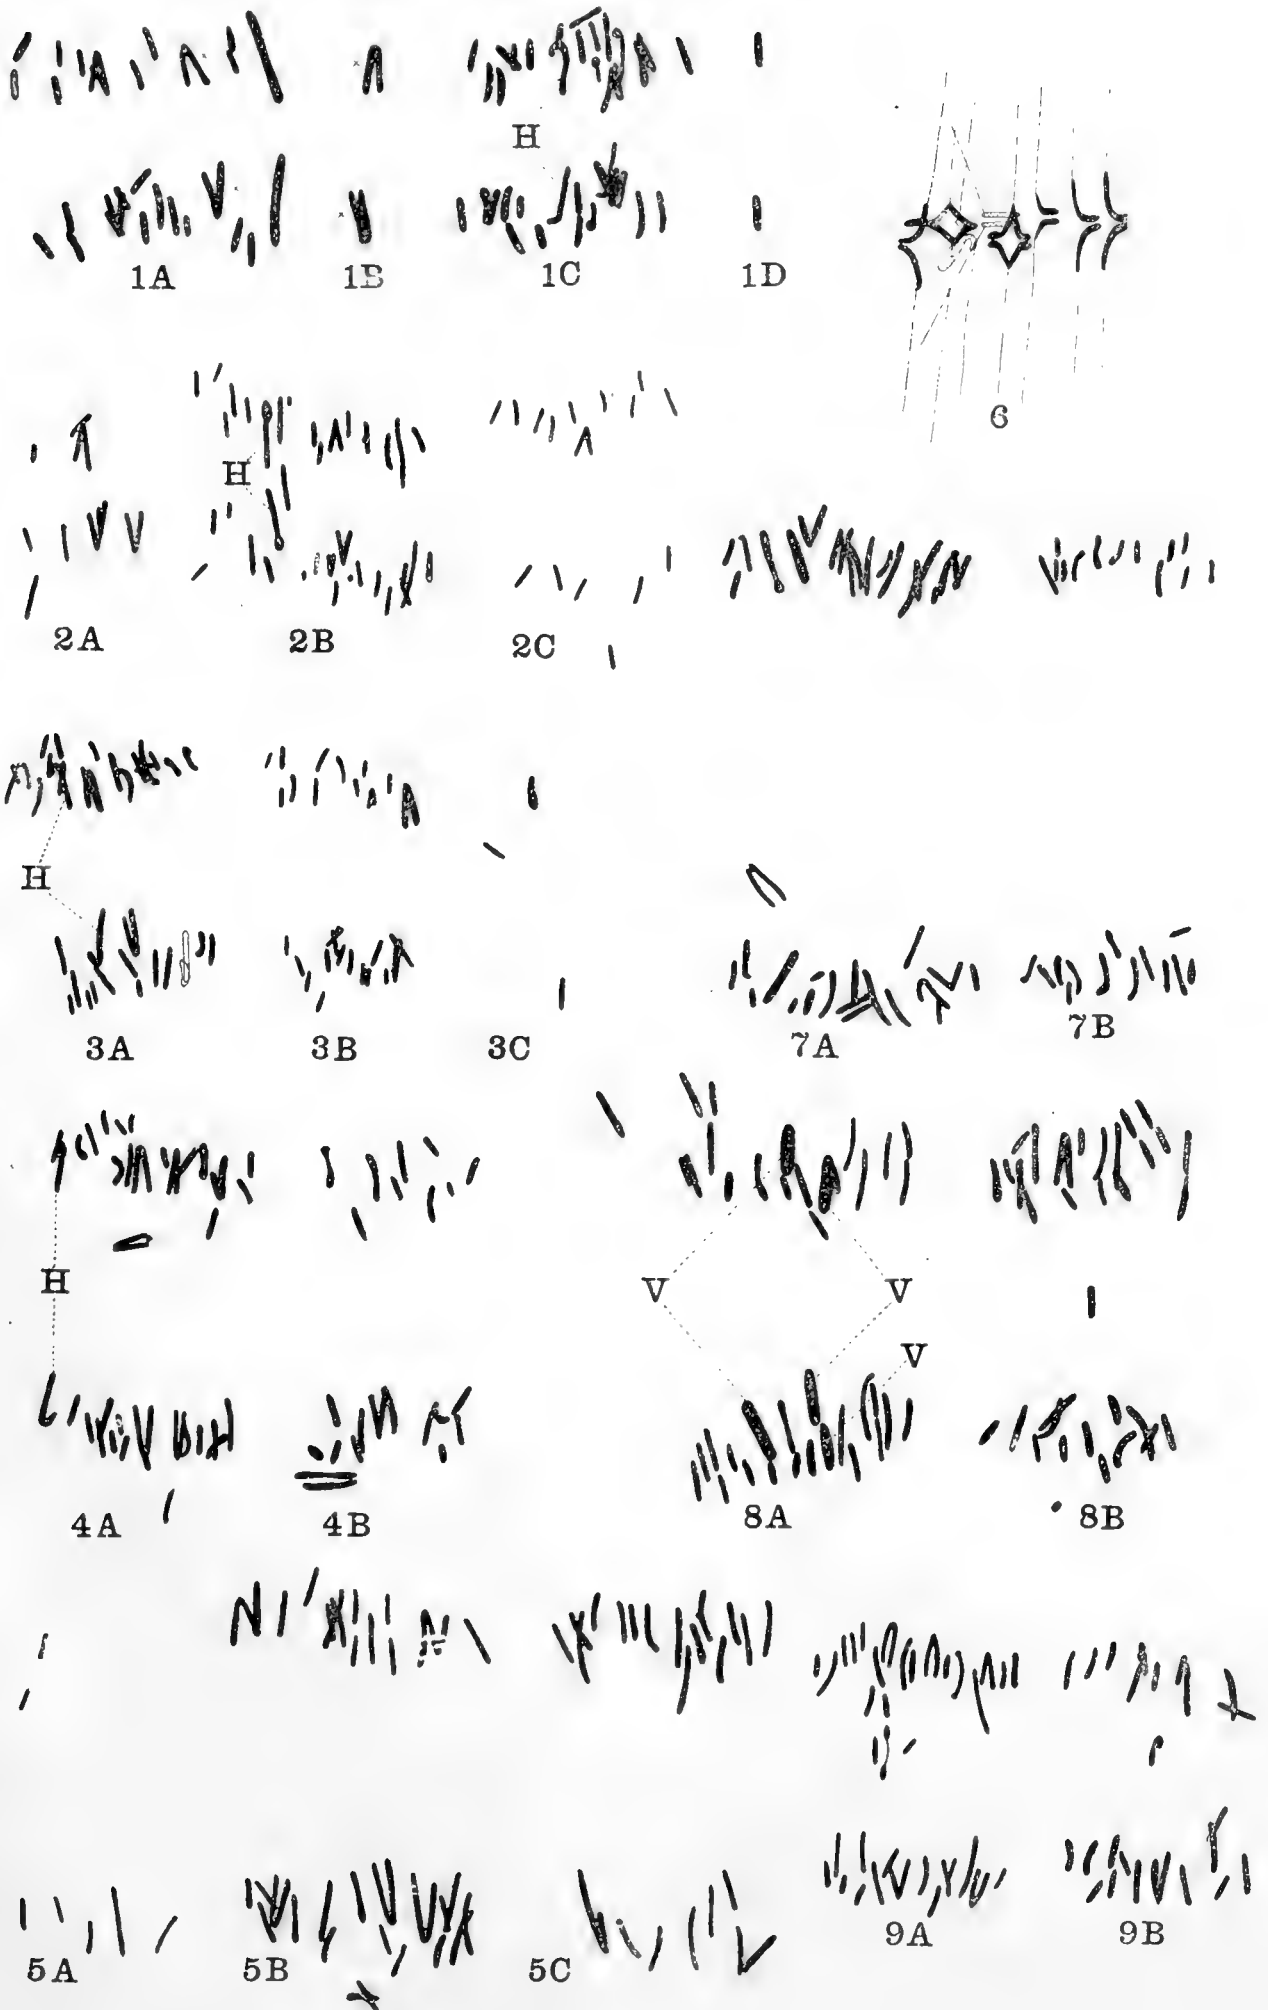 H
1A 1B 1C 1D
6
H
2A 2B 2C
H
3A 3B 3C
7A 7B
H
V V
V
4A 4B 8A 8B
9A 9B
5A 5B 5C